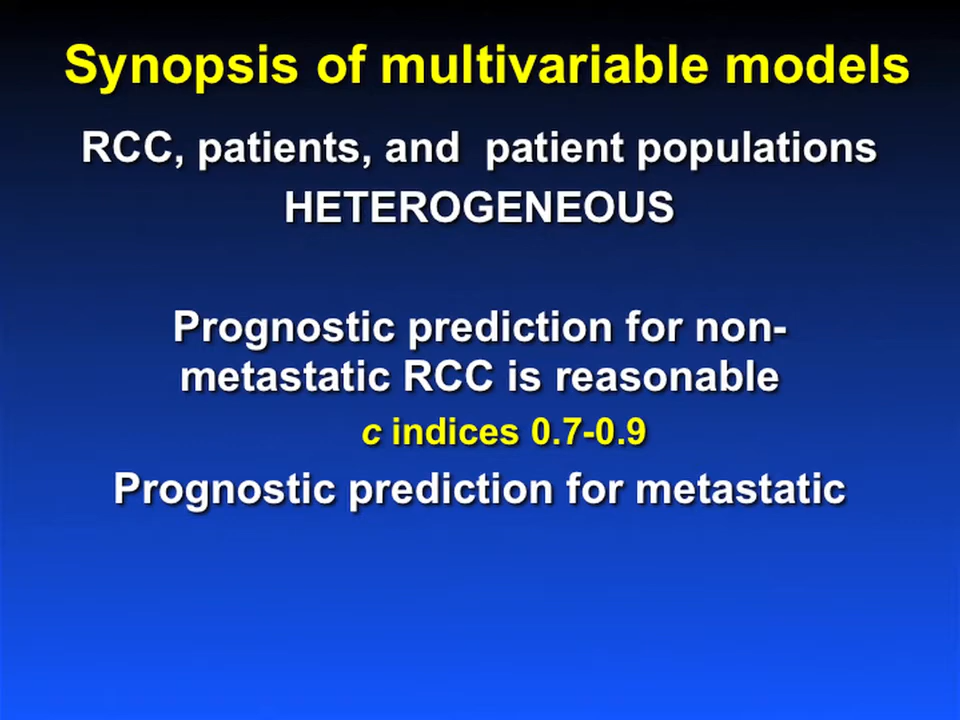 Synopsis of multivariable models
RCC, patients, and patient populations
HETEROGENEOUS
Prognostic prediction for non-
metastatic RCC is reasonable
c indices 0.7-0.9
Prognostic prediction for metastatic